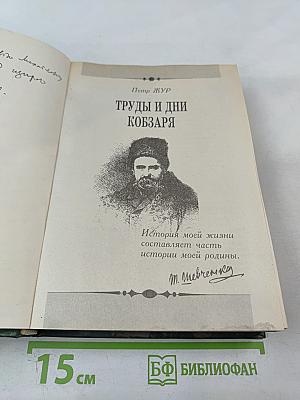 Петр ЖУР
ТРУДЫ И ДНИ
КОБЗАРЯ
История моей жизни
составляет часть
истории моей родины.
Т. Шевченко
15 см
БФ БИБЛИОФАН